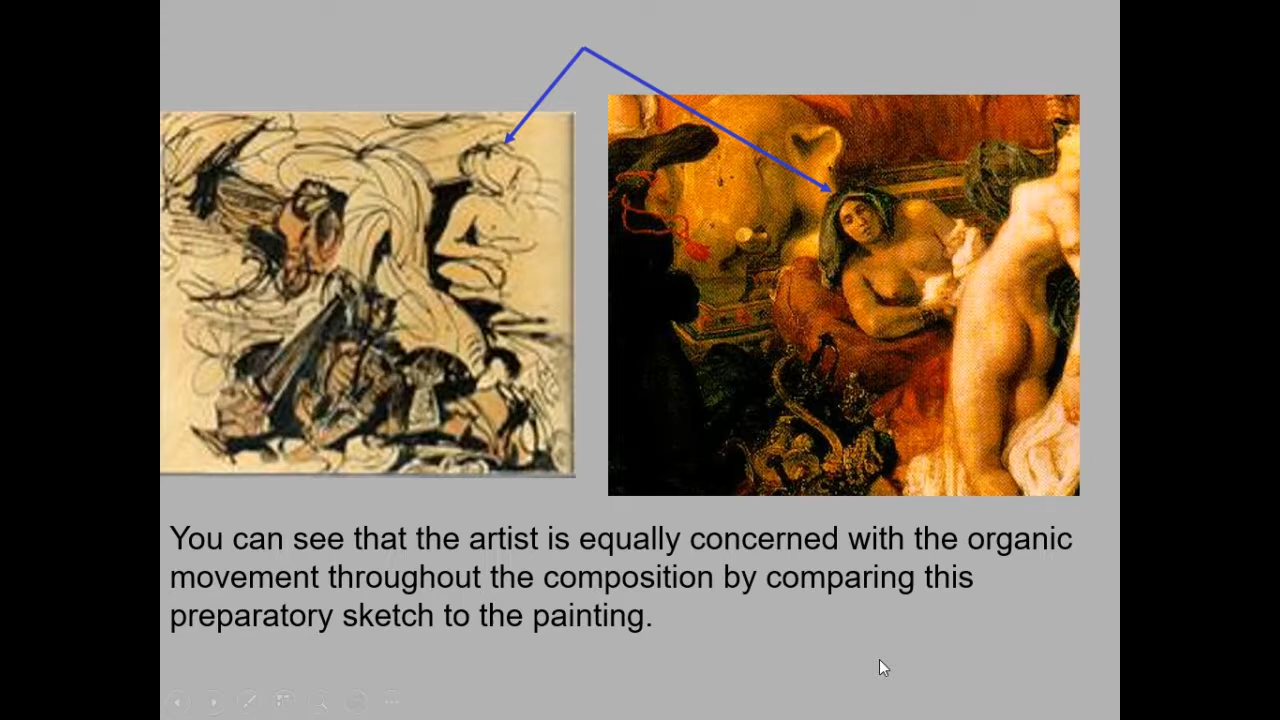 You can see that the artist is equally concerned with the organic
movement throughout the composition by comparing this
preparatory sketch to the painting.